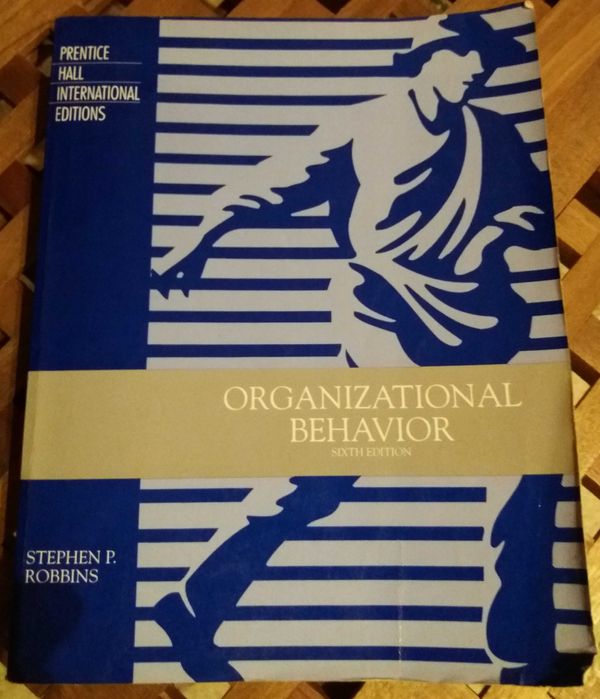 PRENTICE
HALL
INTERNATIONAL
EDITIONS
ORGANIZATIONAL
BEHAVIOR
SIXTH EDITION
STEPHEN P.
ROBBINS